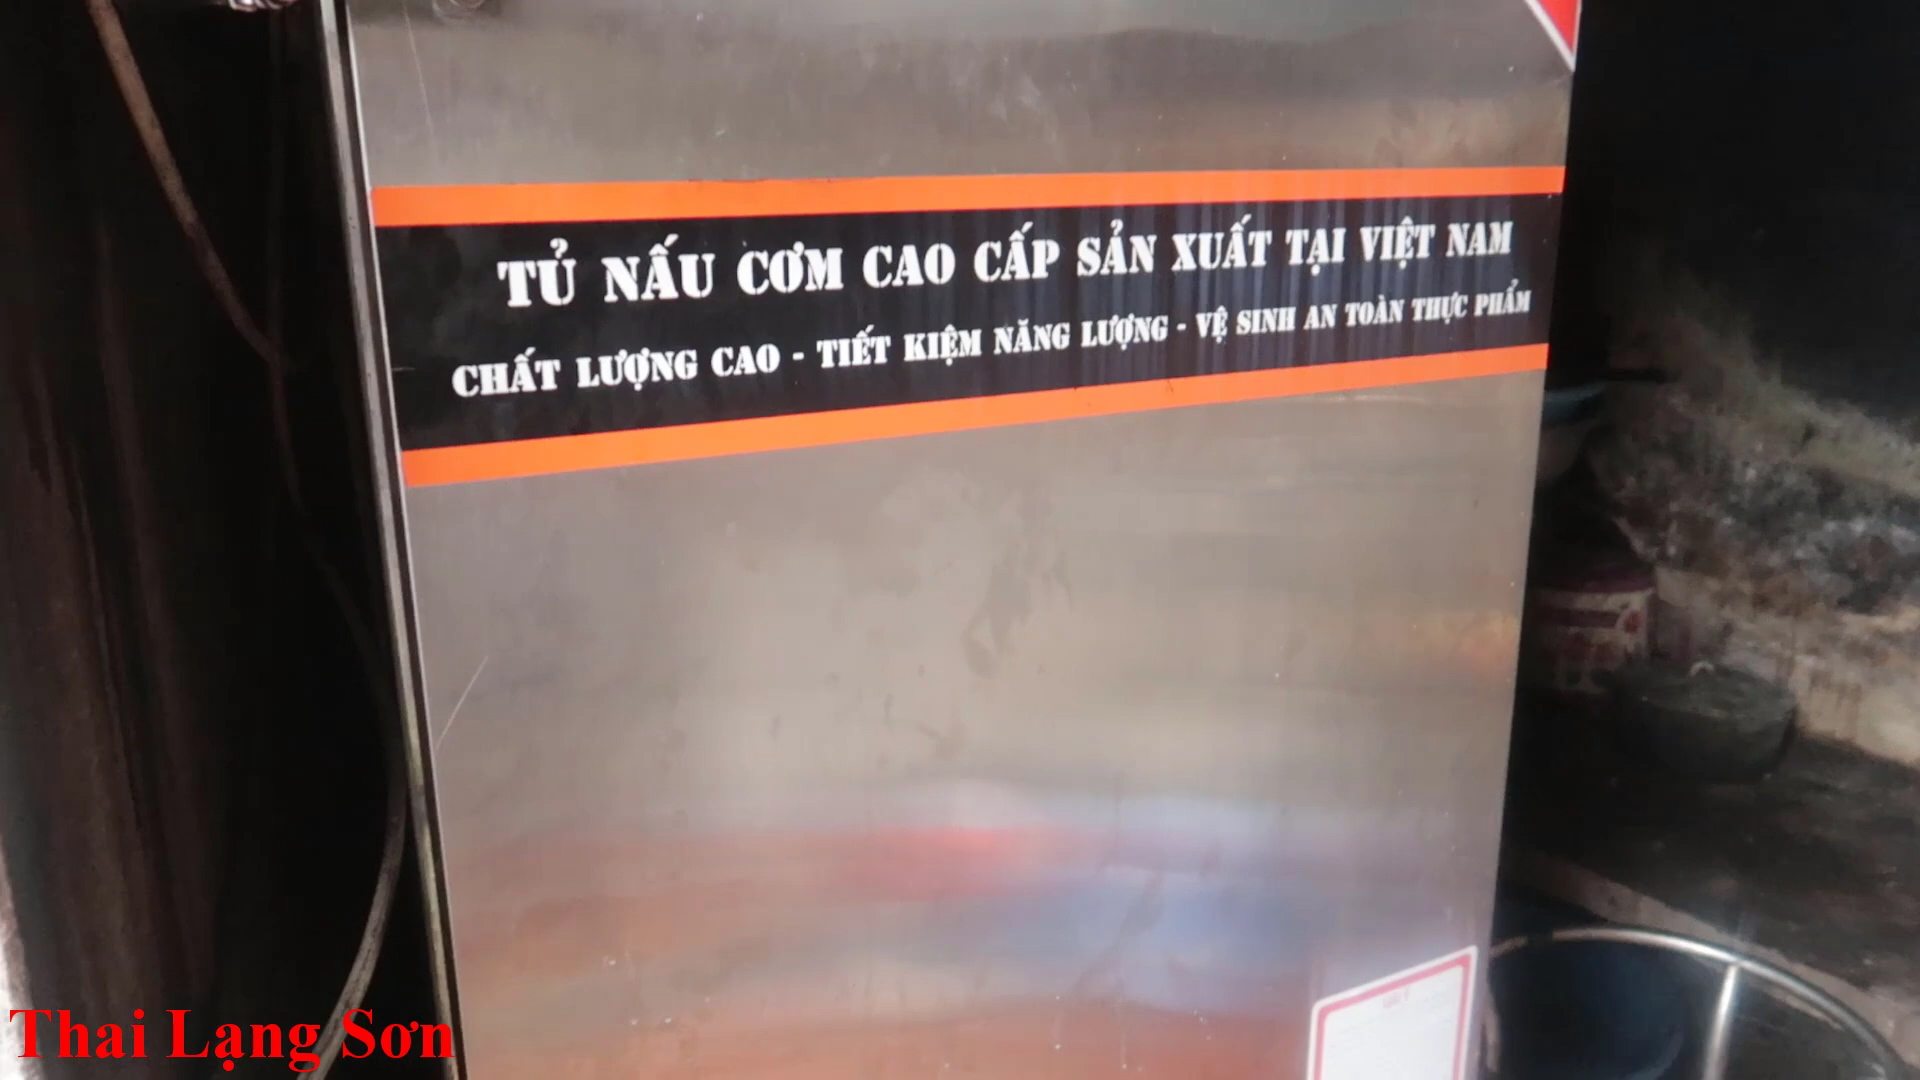 TỦ NẤU CƠM CAO CẤP SẢN XUẤT TẠI VIỆT NAM
CHẤT LƯỢNG CAO - TIẾT KIỆM NĂNG LƯỢNG - VỆ SINH AN TOÀN THỰC PHẨM
Thai Lạng Sơn